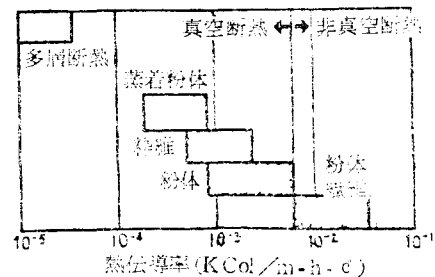 真空断熱 ↔ 非真空断熱
多層断熱
蒸着粉体
繊維
粉体
粉体
繊維
10⁻⁵ 10⁻⁴ 10⁻³ 10⁻² 10⁻¹
熱伝導率(KCol/m-h-d)